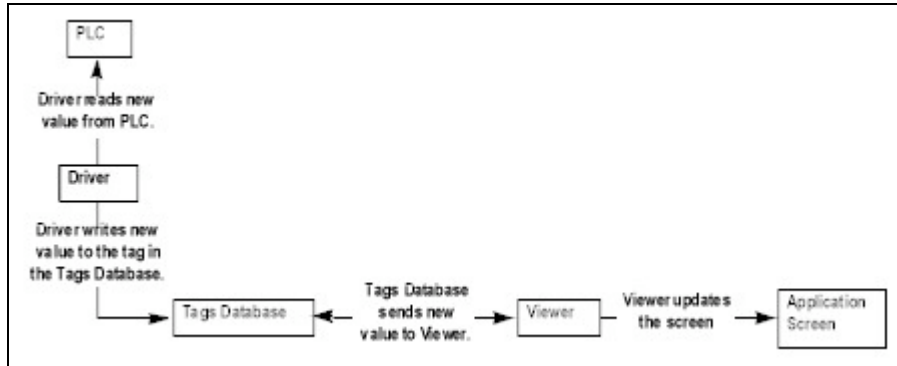 PLC
Driver reads new
value from PLC.
Driver
Driver writes new
value to the tag in
the Tags Database.
Tags Database
Tags Database
sends new
value to Viewer.
Viewer
Viewer updates
the screen
Application
Screen